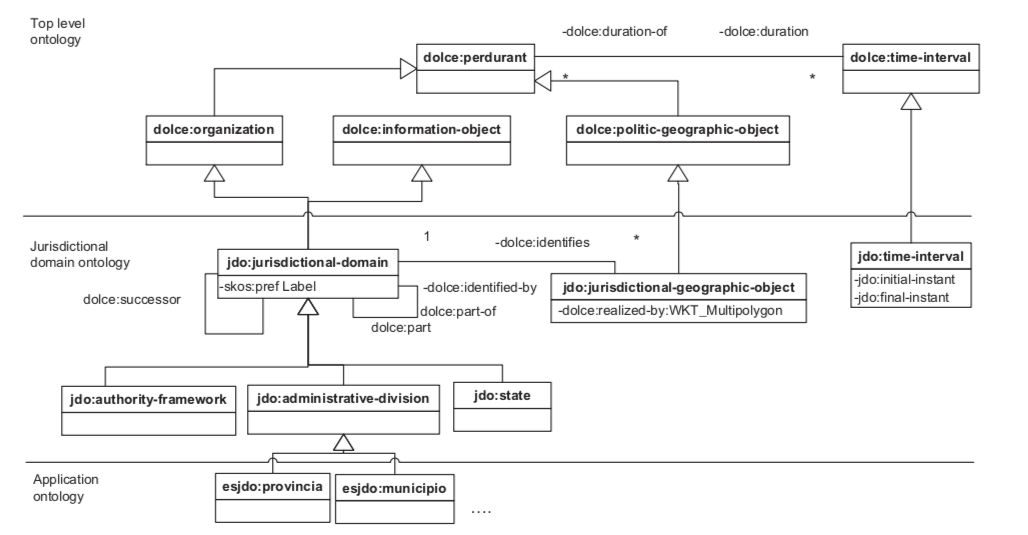 Top level
ontology
-dolce:duration-of
-dolce:duration
dolce:perdurant
dolce:time-interval
*
*
dolce:organization
dolce:information-object
dolce:politic-geographic-object
Jurisdictional
domain ontology
1
-dolce:identifies
*
jdo:jurisdictional-domain
-skos:pref Label
dolce:successor
-dolce:identified-by
dolce:part-of
dolce:part
jdo:jurisdictional-geographic-object
-dolce:realized-by:WKT_Multipolygon
jdo:time-interval
-jdo:initial-instant
-jdo:final-instant
jdo:authority-framework
jdo:administrative-division
jdo:state
Application
ontology
esjdo:provincia
esjdo:municipio
....